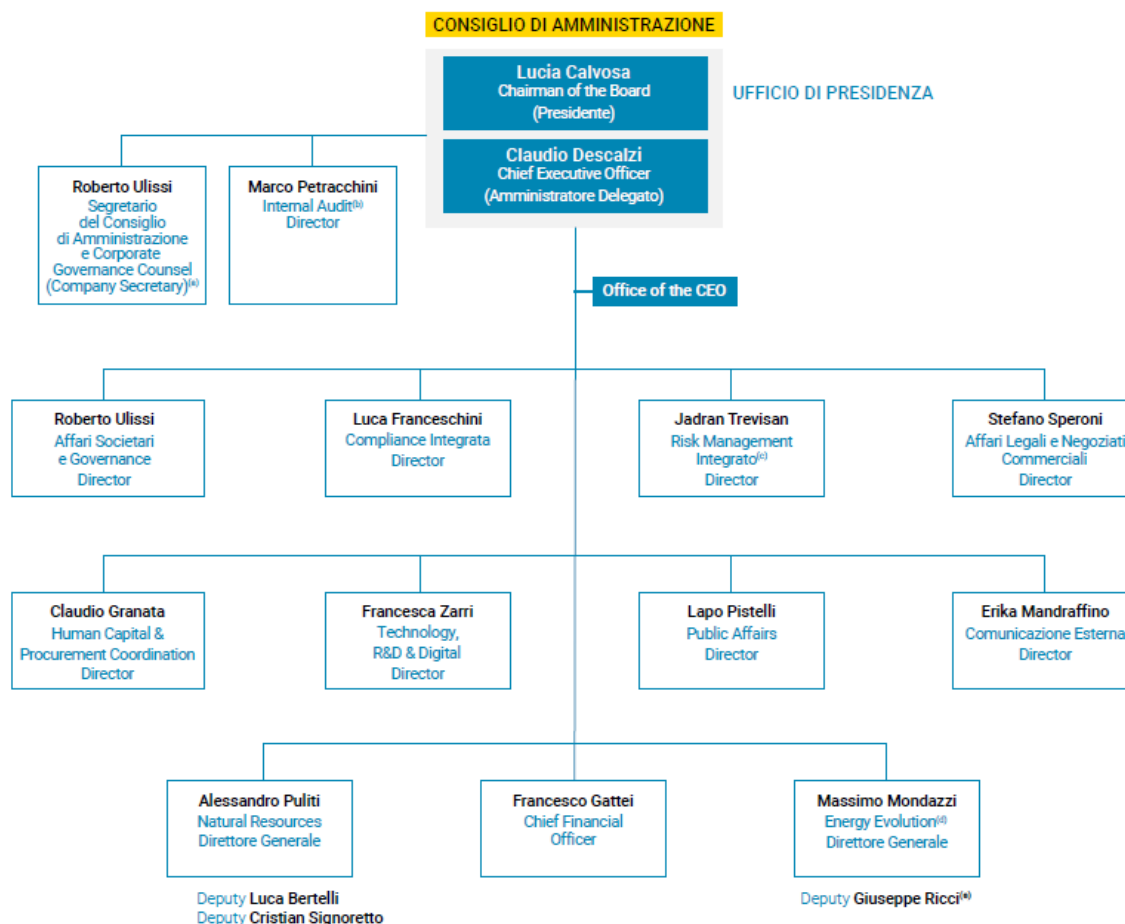 CONSIGLIO DI AMMINISTRAZIONE
Lucia Calvosa
Chairman of the Board
(Presidente)
UFFICIO DI PRESIDENZA
Claudio Descalzi
Chief Executive Officer
(Amministratore Delegato)
Roberto Ulissi
Segretario
del Consiglio
di Amministrazione
e Corporate
Governance Counsel
(Company Secretary)(a)
Marco Petracchini
Internal Audit(b)
Director
Office of the CEO
Roberto Ulissi
Affari Societari
e Governance
Director
Luca Franceschini
Compliance Integrata
Director
Jadran Trevisan
Risk Management
Integrato(c)
Director
Stefano Speroni
Affari Legali e Negoziati
Commerciali
Director
Claudio Granata
Human Capital &
Procurement Coordination
Director
Francesca Zarri
Technology,
R&D & Digital
Director
Lapo Pistelli
Public Affairs
Director
Erika Mandraffino
Comunicazione Esterna
Director
Alessandro Puliti
Natural Resources
Direttore Generale
Francesco Gattei
Chief Financial
Officer
Massimo Mondazzi
Energy Evolution(d)
Direttore Generale
Deputy Luca Bertelli
Deputy Cristian Signoretto
Deputy Giuseppe Ricci(e)